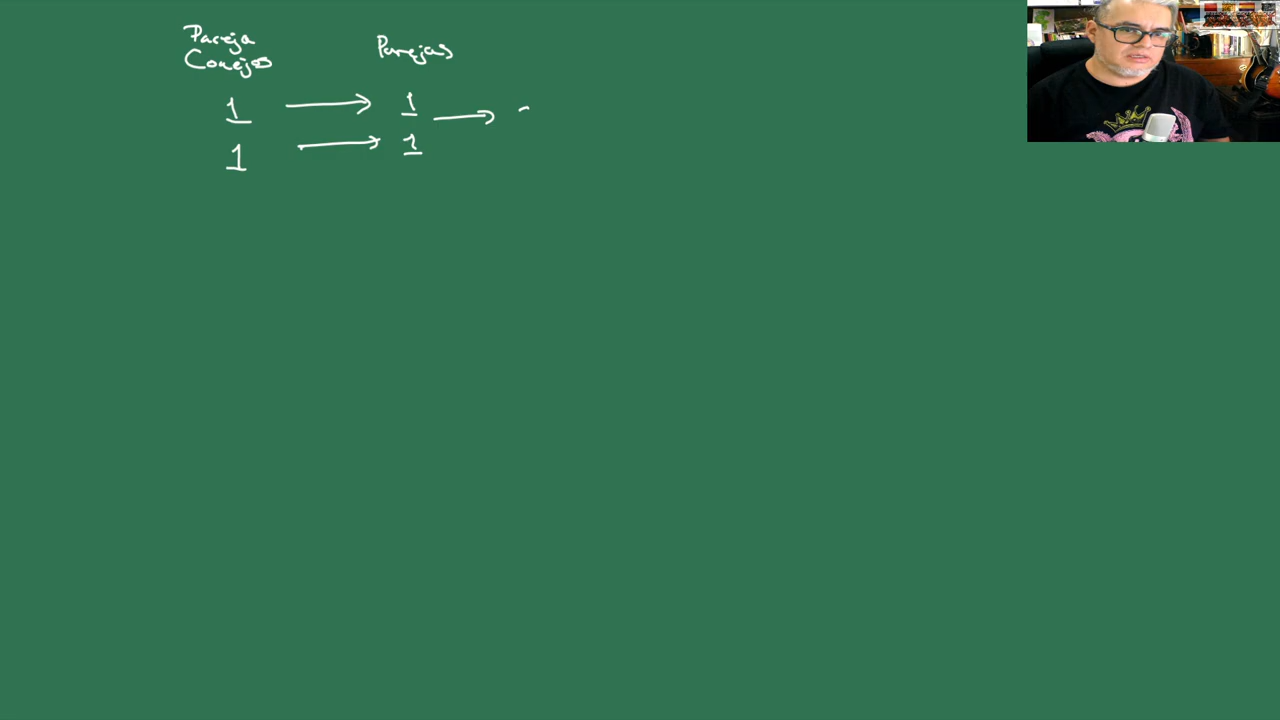 Pareja
Conejos
Parejas
1 → 1 →
1 → 1